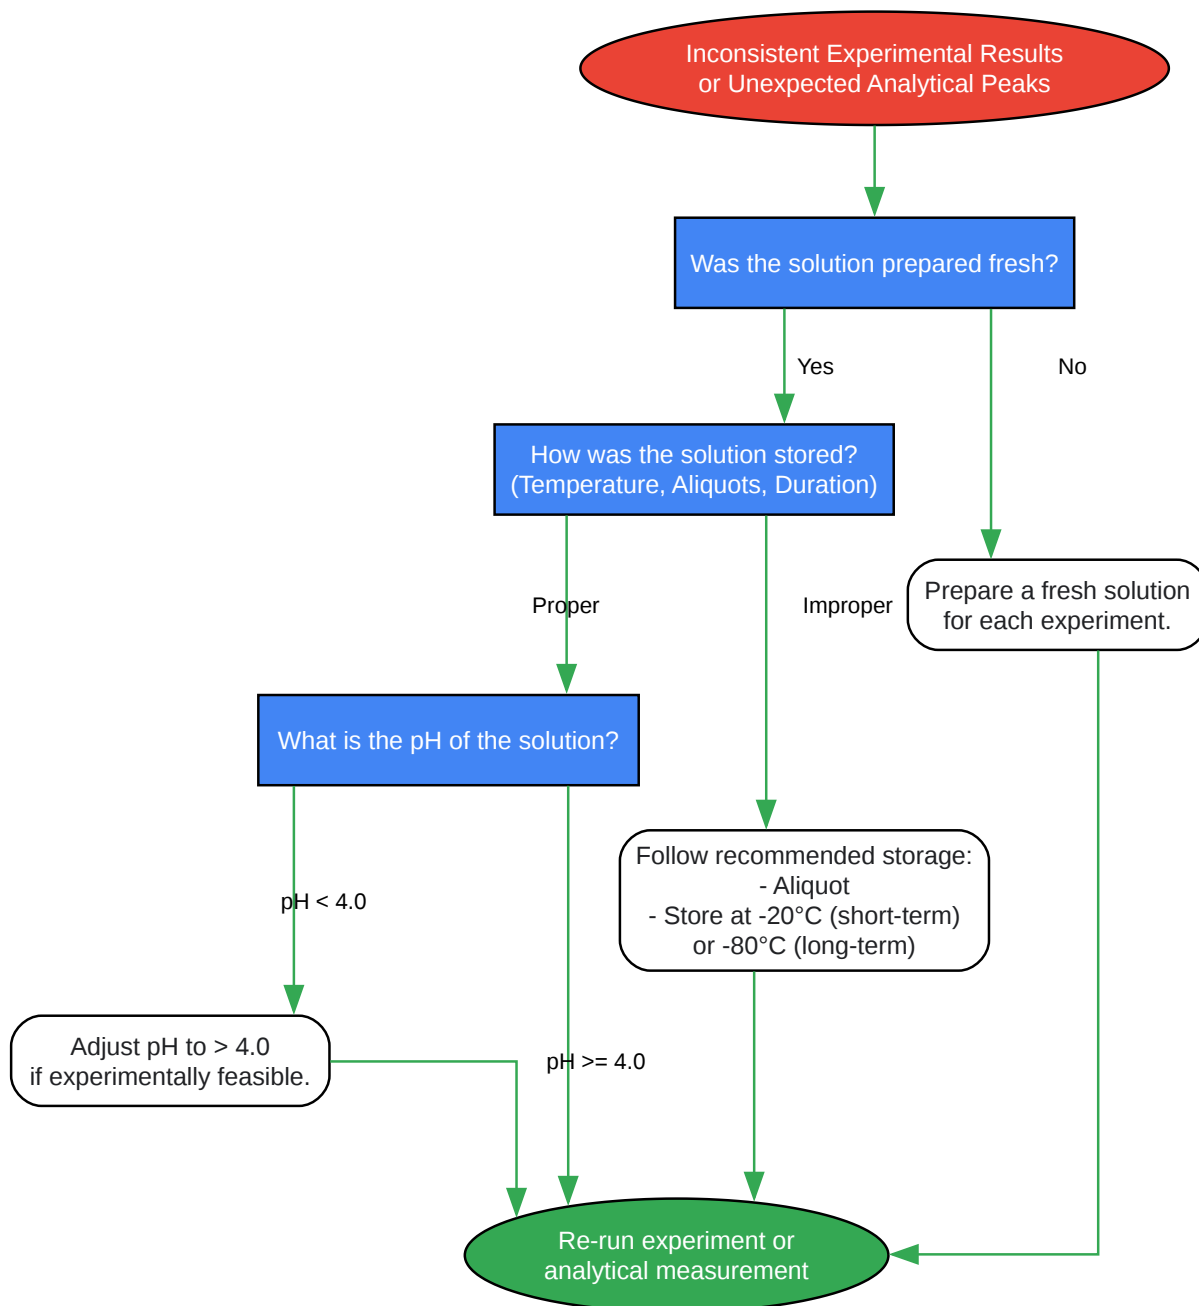 Inconsistent Experimental Results
or Unexpected Analytical Peaks
Was the solution prepared fresh?
Yes
No
How was the solution stored?
(Temperature, Aliquots, Duration)
Prepare a fresh solution
for each experiment.
Proper
Improper
What is the pH of the solution?
Follow recommended storage:
- Aliquot
- Store at -20°C (short-term)
or -80°C (long-term)
pH < 4.0
Adjust pH to > 4.0
if experimentally feasible.
pH >= 4.0
Re-run experiment or
analytical measurement